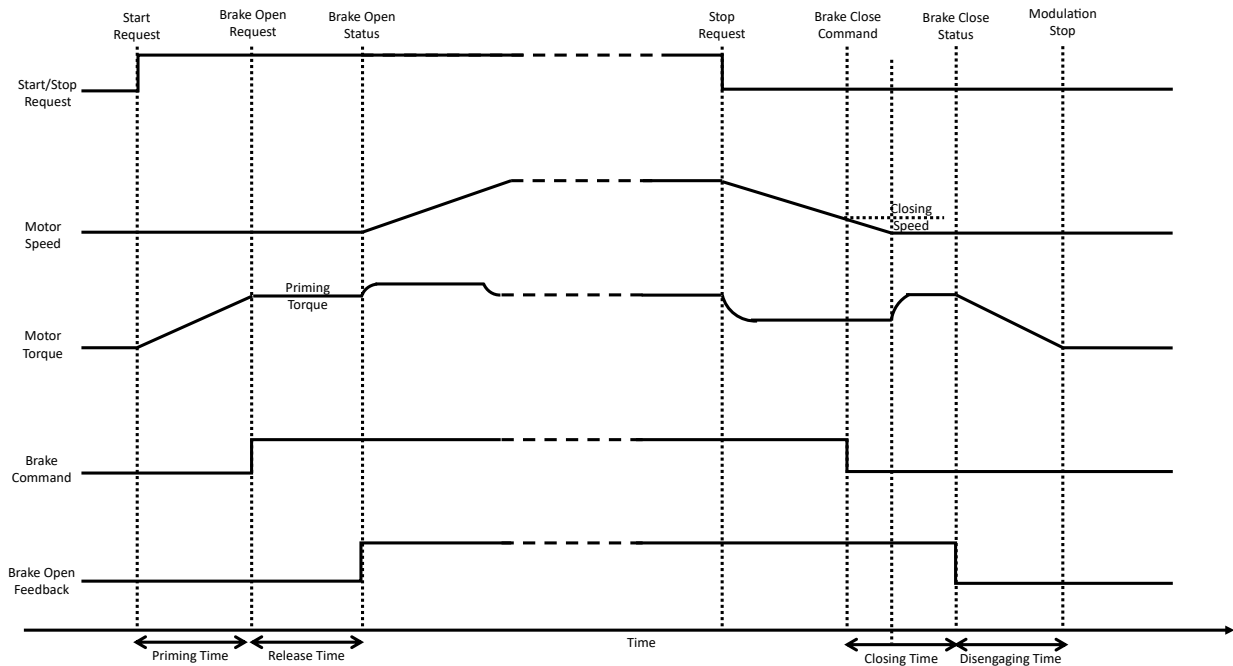 Start
Request
Brake Open
Request
Brake Open
Status
Stop
Request
Brake Close
Command
Brake Close
Status
Modulation
Stop
Start/Stop
Request
Motor
Speed
Closing
Speed
Motor
Torque
Priming
Torque
Brake
Command
Brake Open
Feedback
Priming Time
Release Time
Time
Closing Time
Disengaging Time